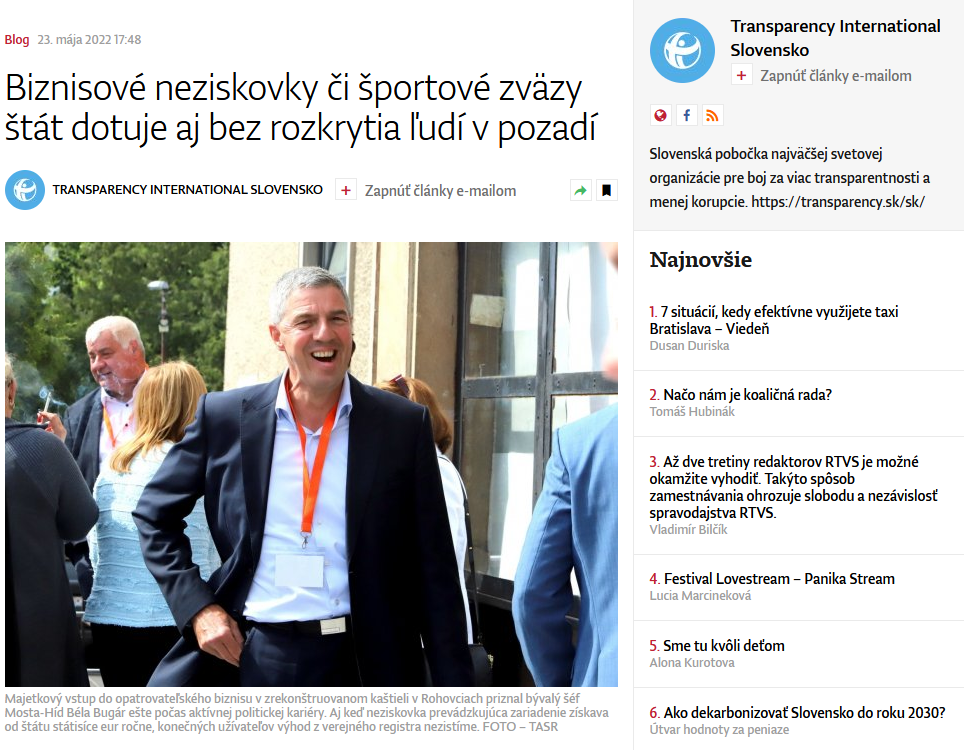 Blog 23. mája 2022 17:48
Biznisové neziskovky či športové zväzy
štát dotuje aj bez rozkrytia ľudí v pozadí
TRANSPARENCY INTERNATIONAL SLOVENSKO + Zapnúť články e-mailom
Majetkový vstup do opatrovateľského biznisu v zrekonštruovanom kaštieli v Rohovciach priznal bývalý šéf
Mosta-Híd Béla Bugár ešte počas aktívnej politickej kariéry. Aj keď neziskovka prevádzkujúca zariadenie získava
od štátu státisíce eur ročne, konečných užívateľov výhod z verejného registra nezistíme. FOTO – TASR
Transparency International
Slovensko
+ Zapnúť články e-mailom
Slovenská pobočka najväčšej svetovej
organizácie pre boj za viac transparentnosti a
menej korupcie. https://transparency.sk/sk/
Najnovšie
1. 7 situácií, kedy efektívne využijete taxi
Bratislava – Viedeň
Dusan Duriska
2. Načo nám je koaličná rada?
Tomáš Hubinák
3. Až dve tretiny redaktorov RTVS je možné
okamžite vyhodiť. Takýto spôsob
zamestnávania ohrozuje slobodu a nezávislosť
spravodajstva RTVS.
Vladimír Bilčík
4. Festival Lovestream – Panika Stream
Lucia Marcineková
5. Sme tu kvôli deťom
Alona Kurotova
6. Ako dekarbonizovať Slovensko do roku 2030?
Útvar hodnoty za peniaze